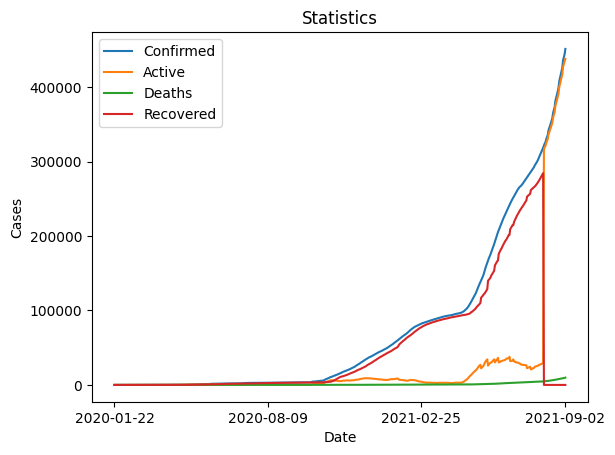 Statistics
Confirmed
Active
Deaths
Recovered
Cases
400000
300000
200000
100000
0
2020-01-22
2020-08-09
2021-02-25
2021-09-02
Date